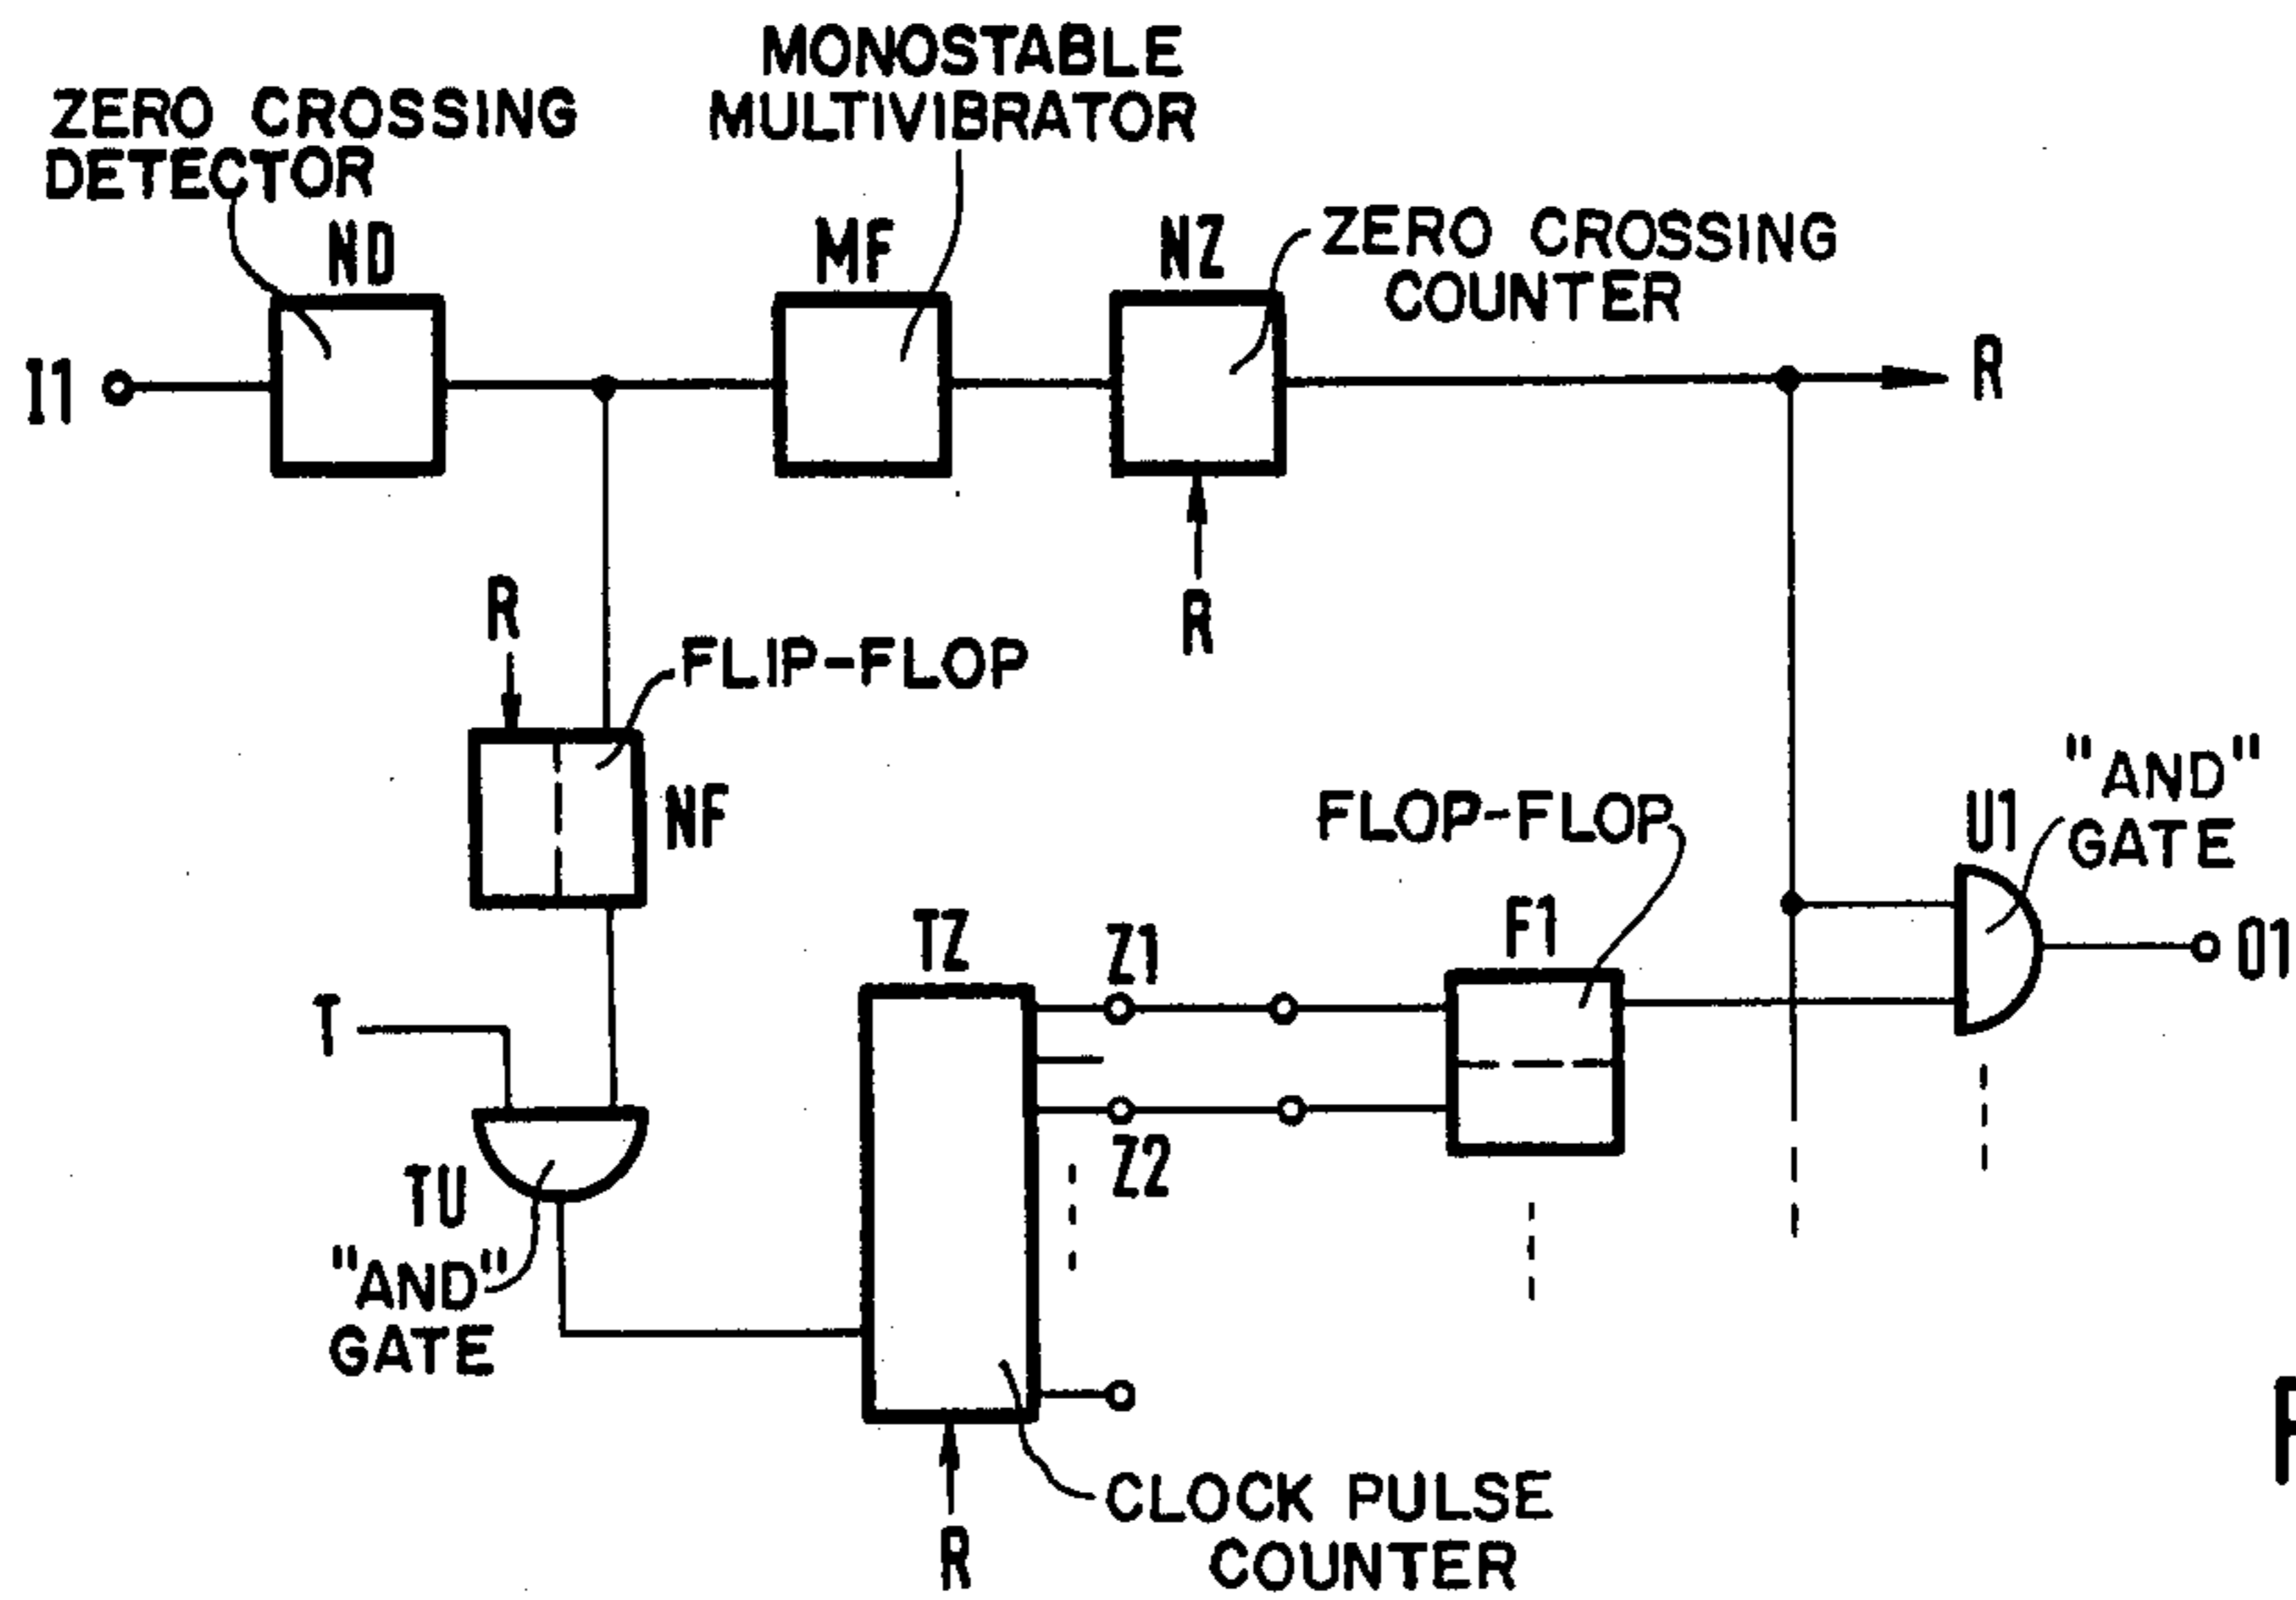 MONOSTABLE
MULTIVIBRATOR
ZERO CROSSING
DETECTOR
ND
MF
NZ
ZERO CROSSING
COUNTER
I1
R
R
R
FLIP-FLOP
NF
FLOP-FLOP
U1
"AND"
GATE
F1
TZ
Z1
O1
T
Z2
TU
"AND"
GATE
CLOCK PULSE
COUNTER
R